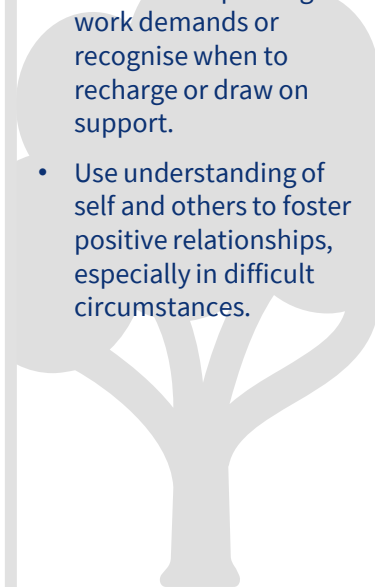 work demands or
recognise when to
recharge or draw on
support.
• Use understanding of
self and others to foster
positive relationships,
especially in difficult
circumstances.